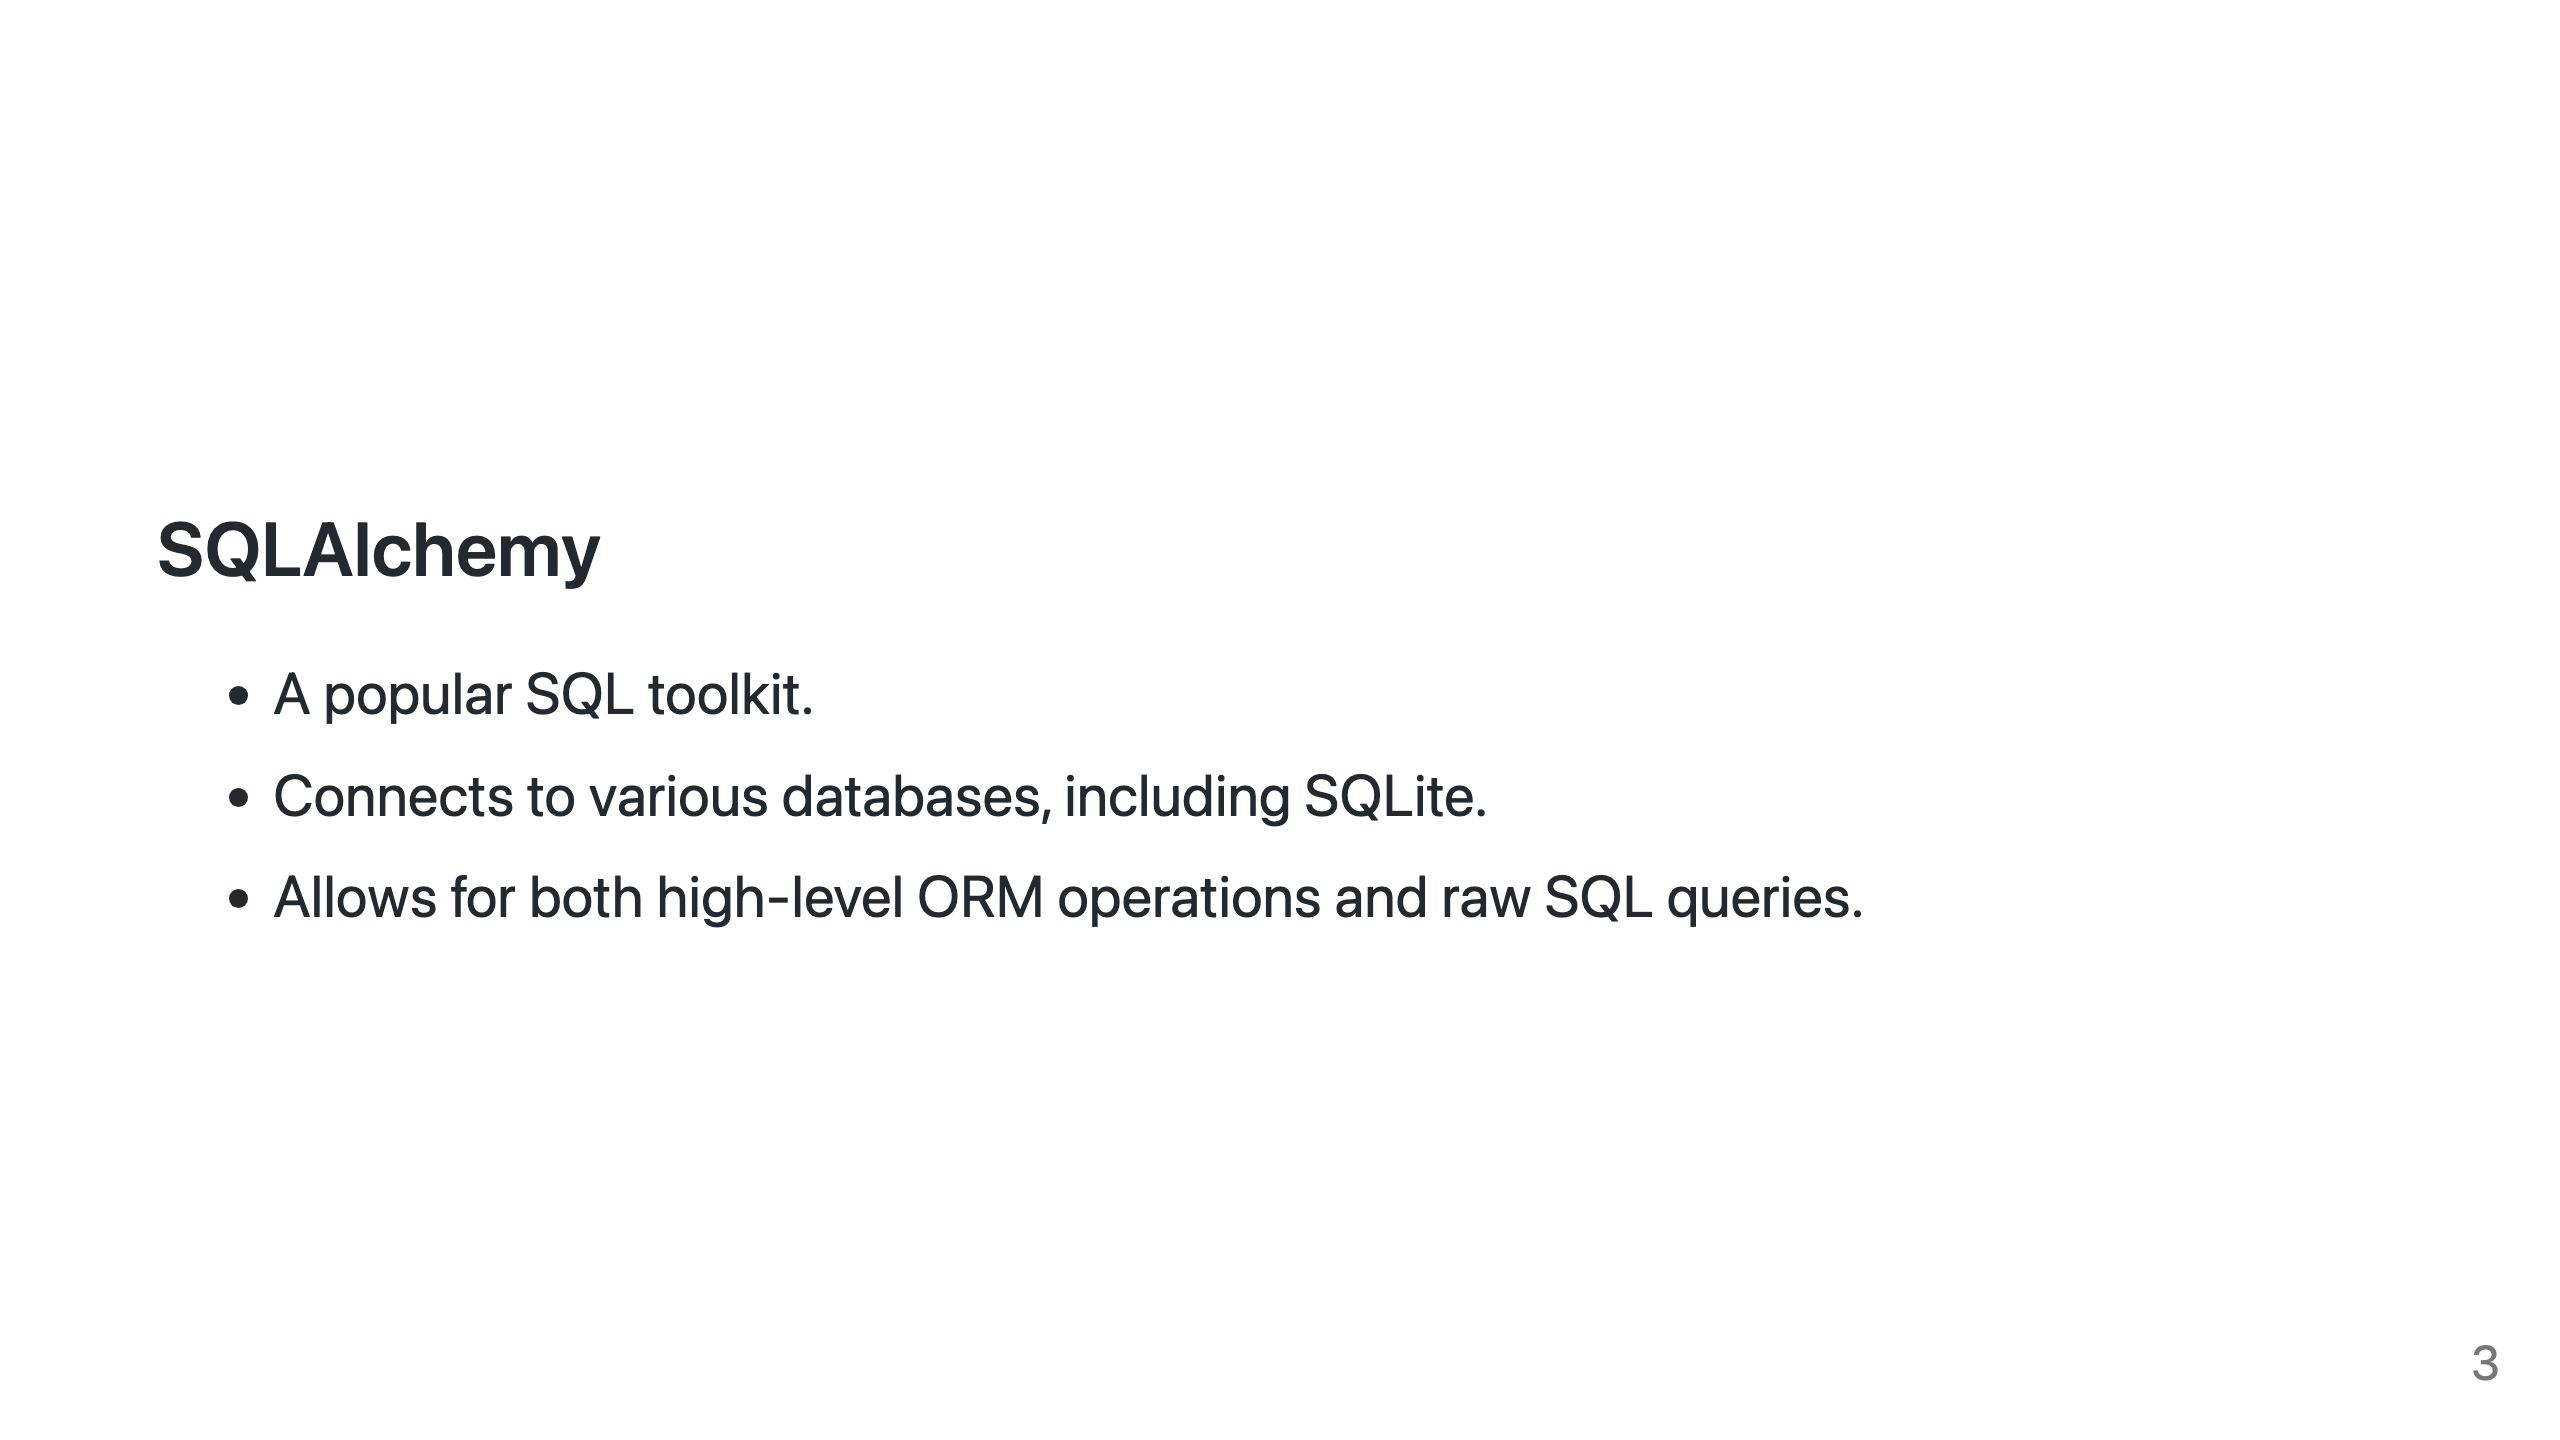 SQLAlchemy
• A popular SQL toolkit.
• Connects to various databases, including SQLite.
• Allows for both high-level ORM operations and raw SQL queries.
3